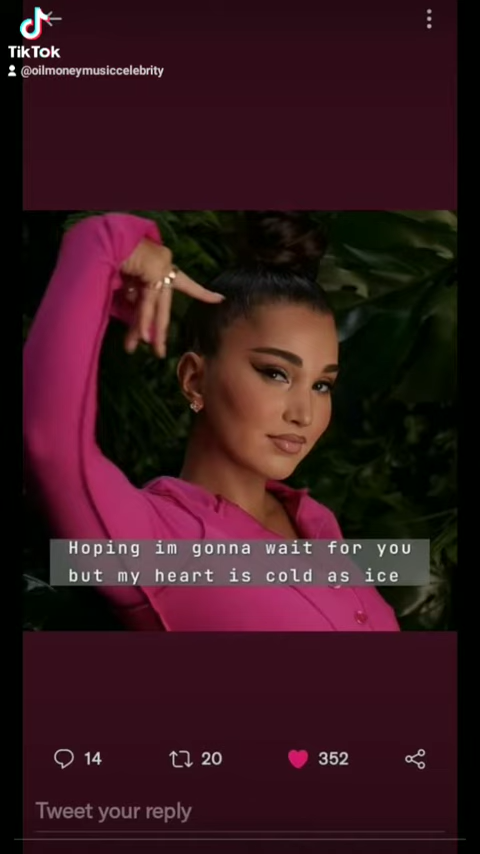 TikTok
@oilmoneymusiccelebrity
Hoping im gonna wait for you
but my heart is cold as ice
14 20 352
Tweet your reply